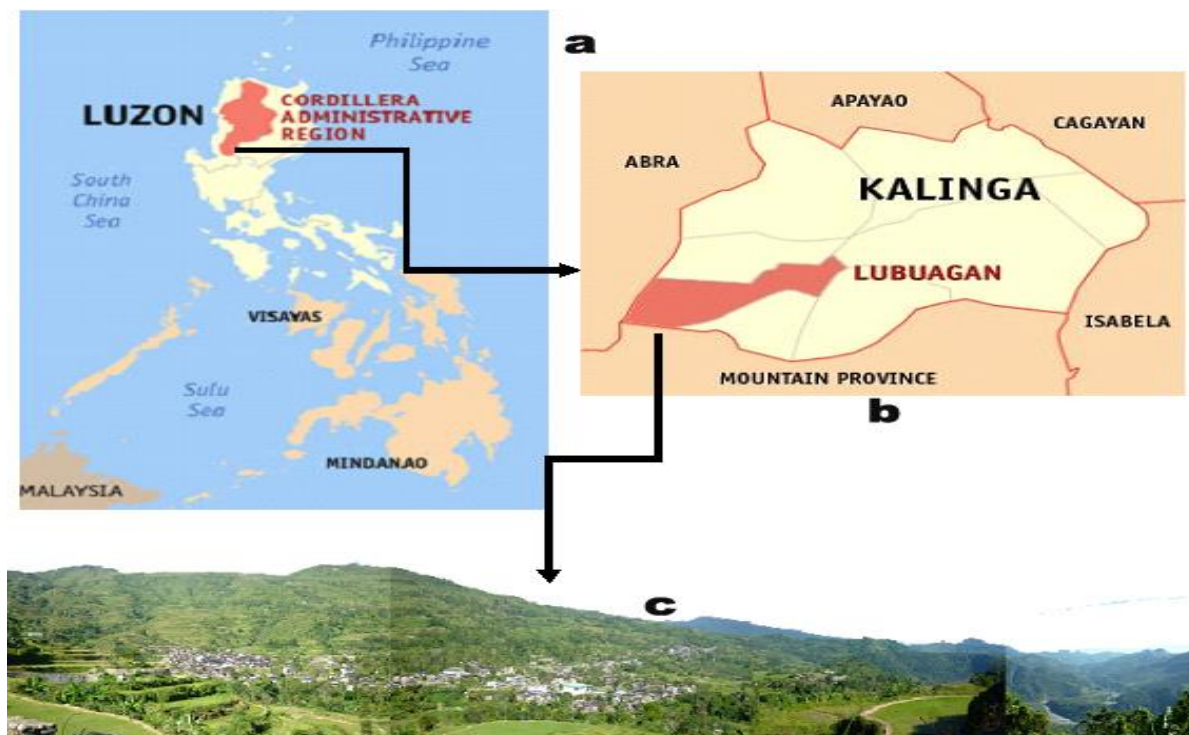 Philippine
Sea
a
LUZON
CORDILLERA
ADMINISTRATIVE
REGION
South
China
Sea
VISAYAS
Sulu
Sea
MINDANAO
MALAYSIA
APAYAO
CAGAYAN
ABRA
KALINGA
LUBUAGAN
ISABELA
MOUNTAIN PROVINCE
b
c